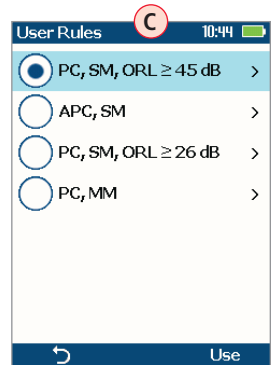 User Rules C 10:44
PC, SM, ORL ≥ 45 dB >
APC, SM >
PC, SM, ORL ≥ 26 dB >
PC, MM >
Use